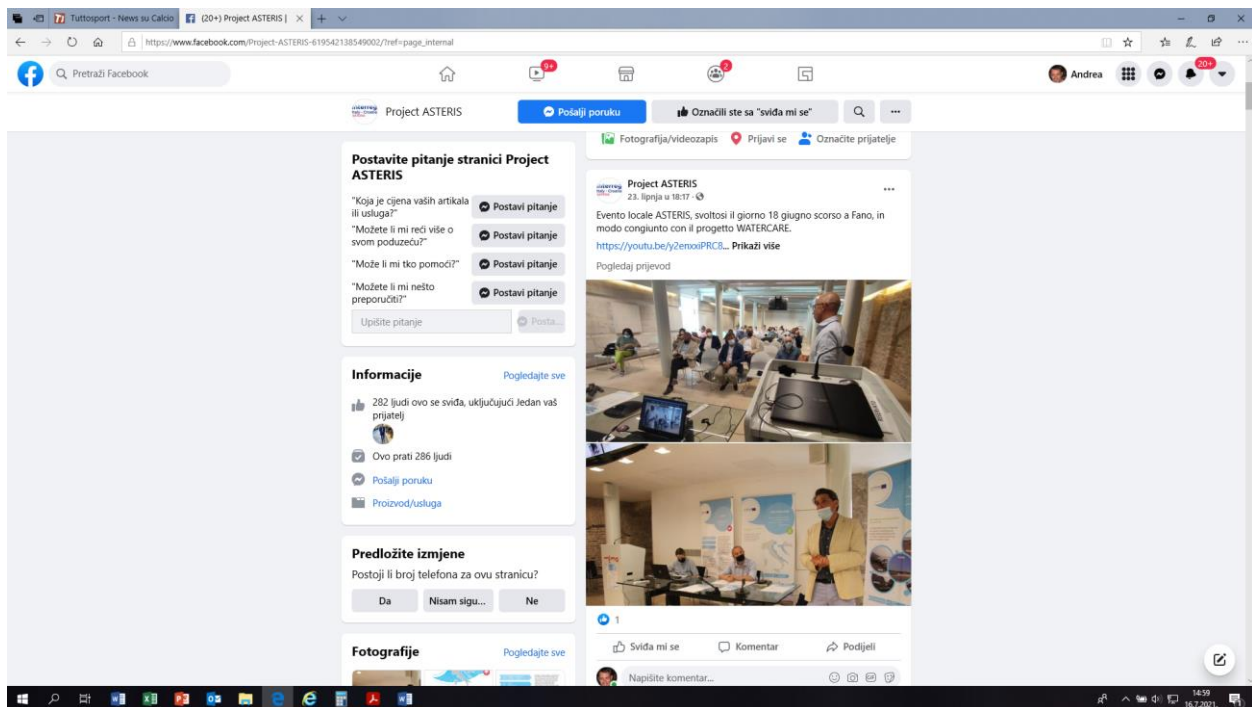 Tuttosport - News su Calcio
(20+) Project ASTERIS |
https://www.facebook.com/Project-ASTERIS-619542138549002/?ref=page_internal
Pretraži Facebook
9+
2
Andrea
20+
Project ASTERIS
Pošalji poruku
Označili ste sa "sviđa mi se"
Postavite pitanje stranici Project
ASTERIS
"Koja je cijena vaših artikala
ili usluga?"
Postavi pitanje
"Možete li mi reći više o
svom poduzeću?"
Postavi pitanje
"Može li mi tko pomoći?"
Postavi pitanje
"Možete li mi nešto
preporučiti?"
Postavi pitanje
Upišite pitanje
Posta...
Informacije
Pogledajte sve
282 ljudi ovo se sviđa, uključujući Jedan vaš
prijatelj
Ovo prati 286 ljudi
Pošalji poruku
Proizvod/usluga
Predložite izmjene
Postoji li broj telefona za ovu stranicu?
Da
Nisam sigu...
Ne
Fotografije
Pogledajte sve
Fotografija/videozapis
Prijavi se
Označite prijatelje
Project ASTERIS
23. lipnja u 18:17 ·
Evento locale ASTERIS, svoltosi il giorno 18 giugno scorso a Fano, in
modo congiunto con il progetto WATERCARE.
Prikaži više
Pogledaj prijevod
1
Sviđa mi se
Komentar
Podijeli
Napišite komentar...
14:59
16.7.2021.